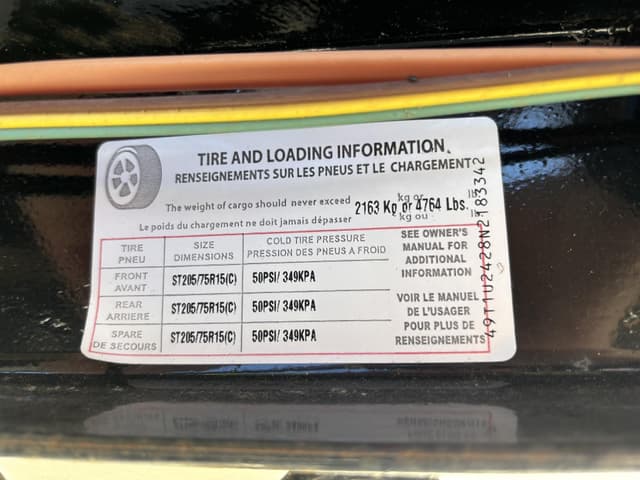 TIRE AND LOADING INFORMATION
RENSEIGNEMENTS SUR LES PNEUS ET LE CHARGEMENT
The weight of cargo should never exceed
Le poids du chargement ne doit jamais dépasser
kg or
2163 Kg or 4764 Lbs.
kg ou
TIRE
PNEU
SIZE
DIMENSIONS
COLD TIRE PRESSURE
PRESSION DES PNEUS A FROID
FRONT
AVANT
ST205/75R15(C)
50PSI/ 349KPA
REAR
ARRIERE
ST205/75R15(C)
50PSI/ 349KPA
SPARE
DE SECOURS
ST205/75R15(C)
50PSI/ 349KPA
SEE OWNER'S
MANUAL FOR
ADDITIONAL
INFORMATION
VOIR LE MANUEL
DE L'USAGER
POUR PLUS DE
RENSEIGNEMENTS